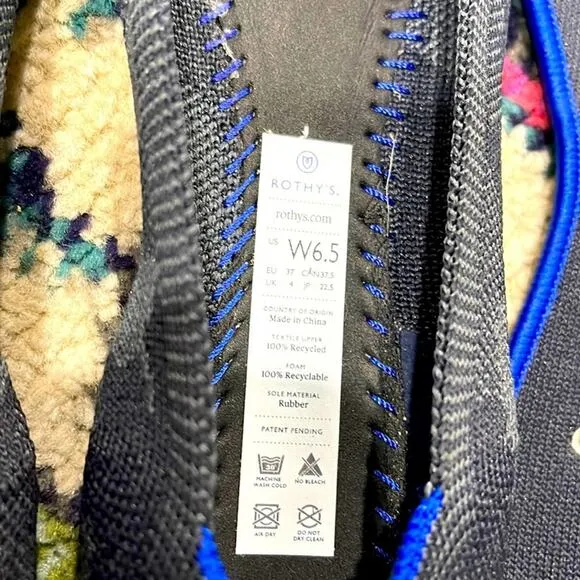 ROTHY'S.
rothys.com
US W6.5
EU 37 C/KN 37.5
UK 4 JP 22.5
COUNTRY OF ORIGIN
Made in China
TEXTILE UPPER
100% Recycled
FOAM
100% Recyclable
SOLE MATERIAL
Rubber
PATENT PENDING
30
MACHINE WASH COLD
NO BLEACH
AIR DRY
DO NOT DRY CLEAN